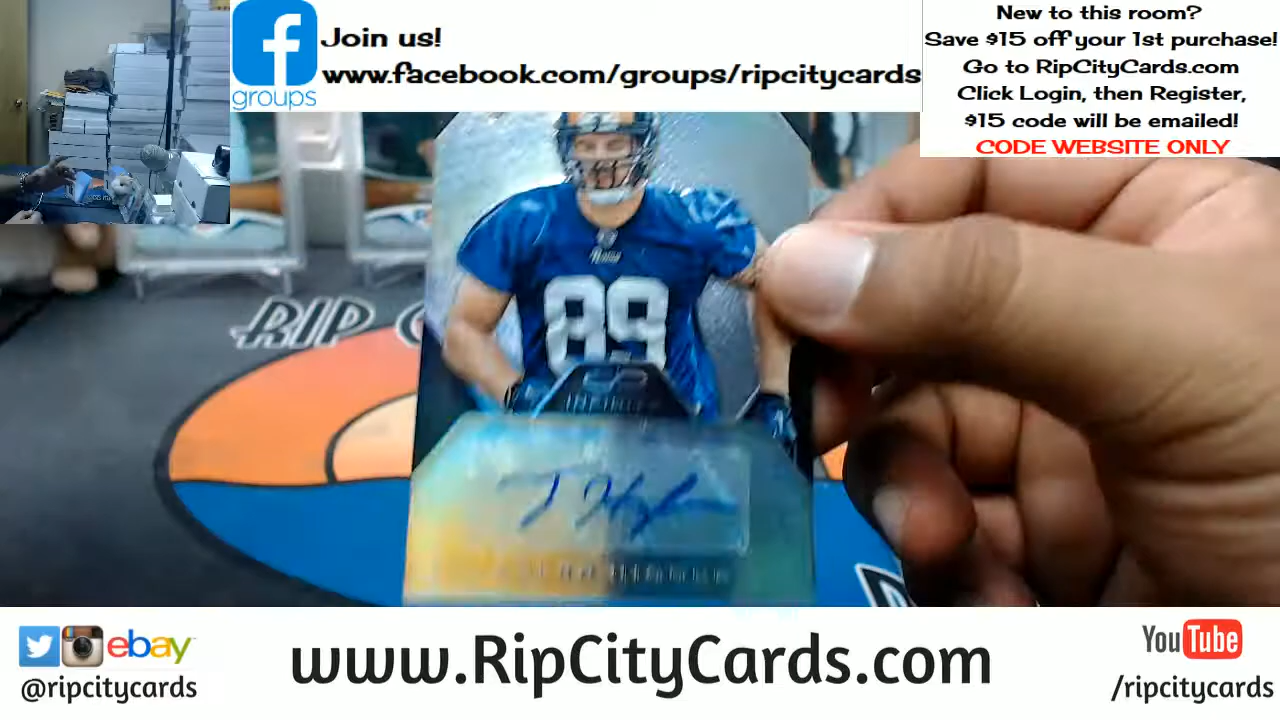 Join us!
www.facebook.com/groups/ripcitycards
groups
New to this room?
Save $15 off your 1st purchase!
Go to RipCityCards.com
Click Login, then Register,
$15 code will be emailed!
CODE WEBSITE ONLY
RIP
89
ebay
@ripcitycards
www.RipCityCards.com
YouTube
/ripcitycards